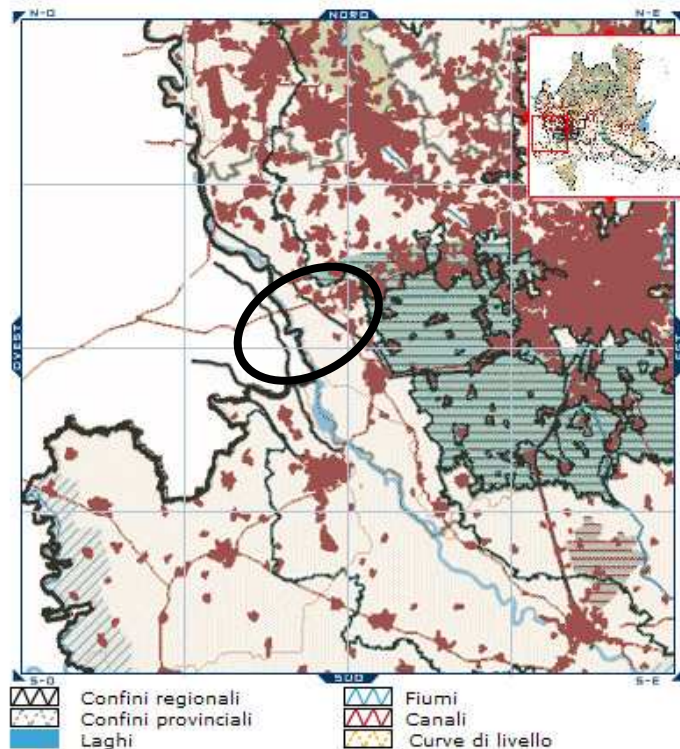 N-O NORD N-E
OVEST EST
S-O SUD S-E
Confini regionali
Fiumi
Confini provinciali
Canali
Laghi
Curve di livello